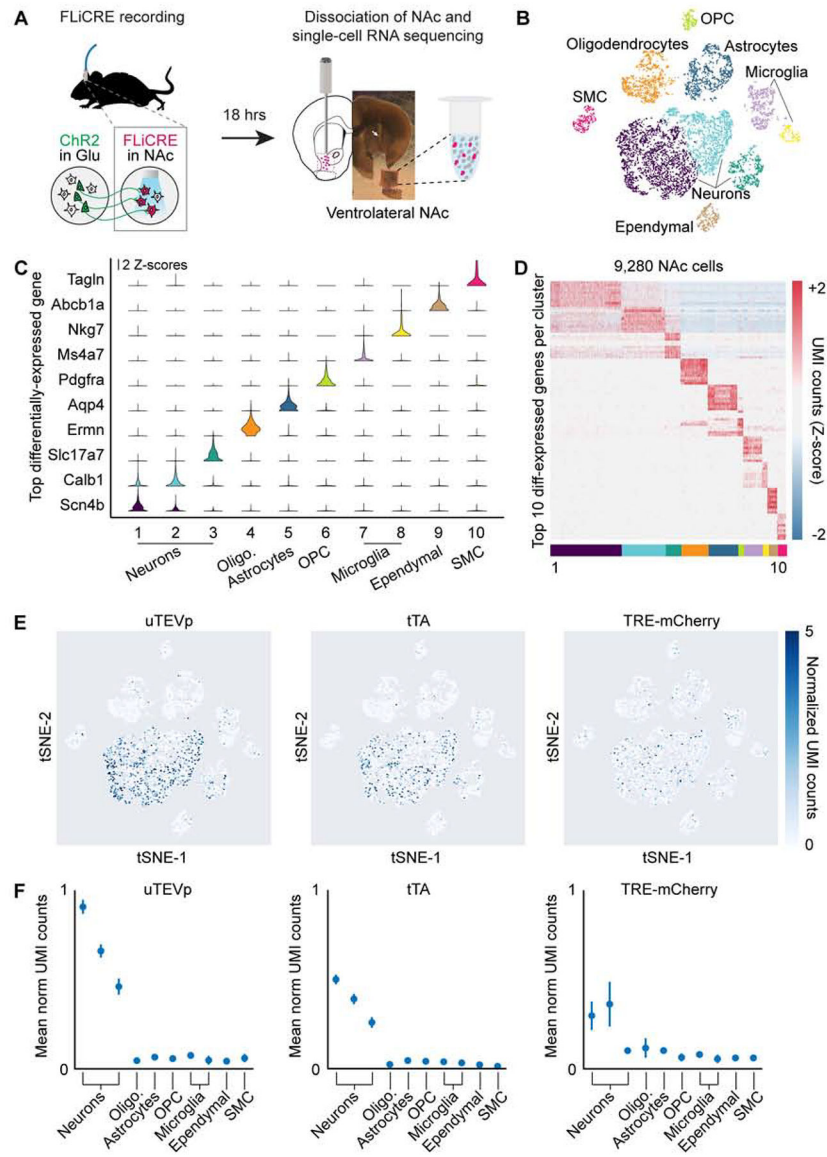 A
FLiCRE recording
ChR2
in Glu
FLiCRE
in NAc
18 hrs
Dissociation of NAc and
single-cell RNA sequencing
Ventrolateral NAc
B
OPC
Oligodendrocytes
Astrocytes
Microglia
SMC
Neurons
Ependymal
C
2 Z-scores
Top differentially-expressed gene
Tagln
Abcb1a
Nkg7
Ms4a7
Pdgfra
Aqp4
Ermn
Slc17a7
Calb1
Scn4b
1 2 3 4 5 6 7 8 9 10
Neurons
Oligo.
Astrocytes
OPC
Microglia
Ependymal
SMC
D
9,280 NAc cells
Top 10 diff-expressed genes per cluster
1 10
+2
UMI counts
(Z-score)
-2
E
uTEVp
tSNE-2
tSNE-1
tTA
tSNE-2
tSNE-1
TRE-mCherry
tSNE-2
tSNE-1
5
Normalized UMI counts
0
F
uTEVp
Mean norm UMI counts
1
0
Neurons
Oligo.
Astrocytes
OPC
Microglia
Ependymal
SMC
tTA
Mean norm UMI counts
1
0
Neurons
Oligo.
Astrocytes
OPC
Microglia
Ependymal
SMC
TRE-mCherry
Mean norm UMI counts
1
0
Neurons
Oligo.
Astrocytes
OPC
Microglia
Ependymal
SMC